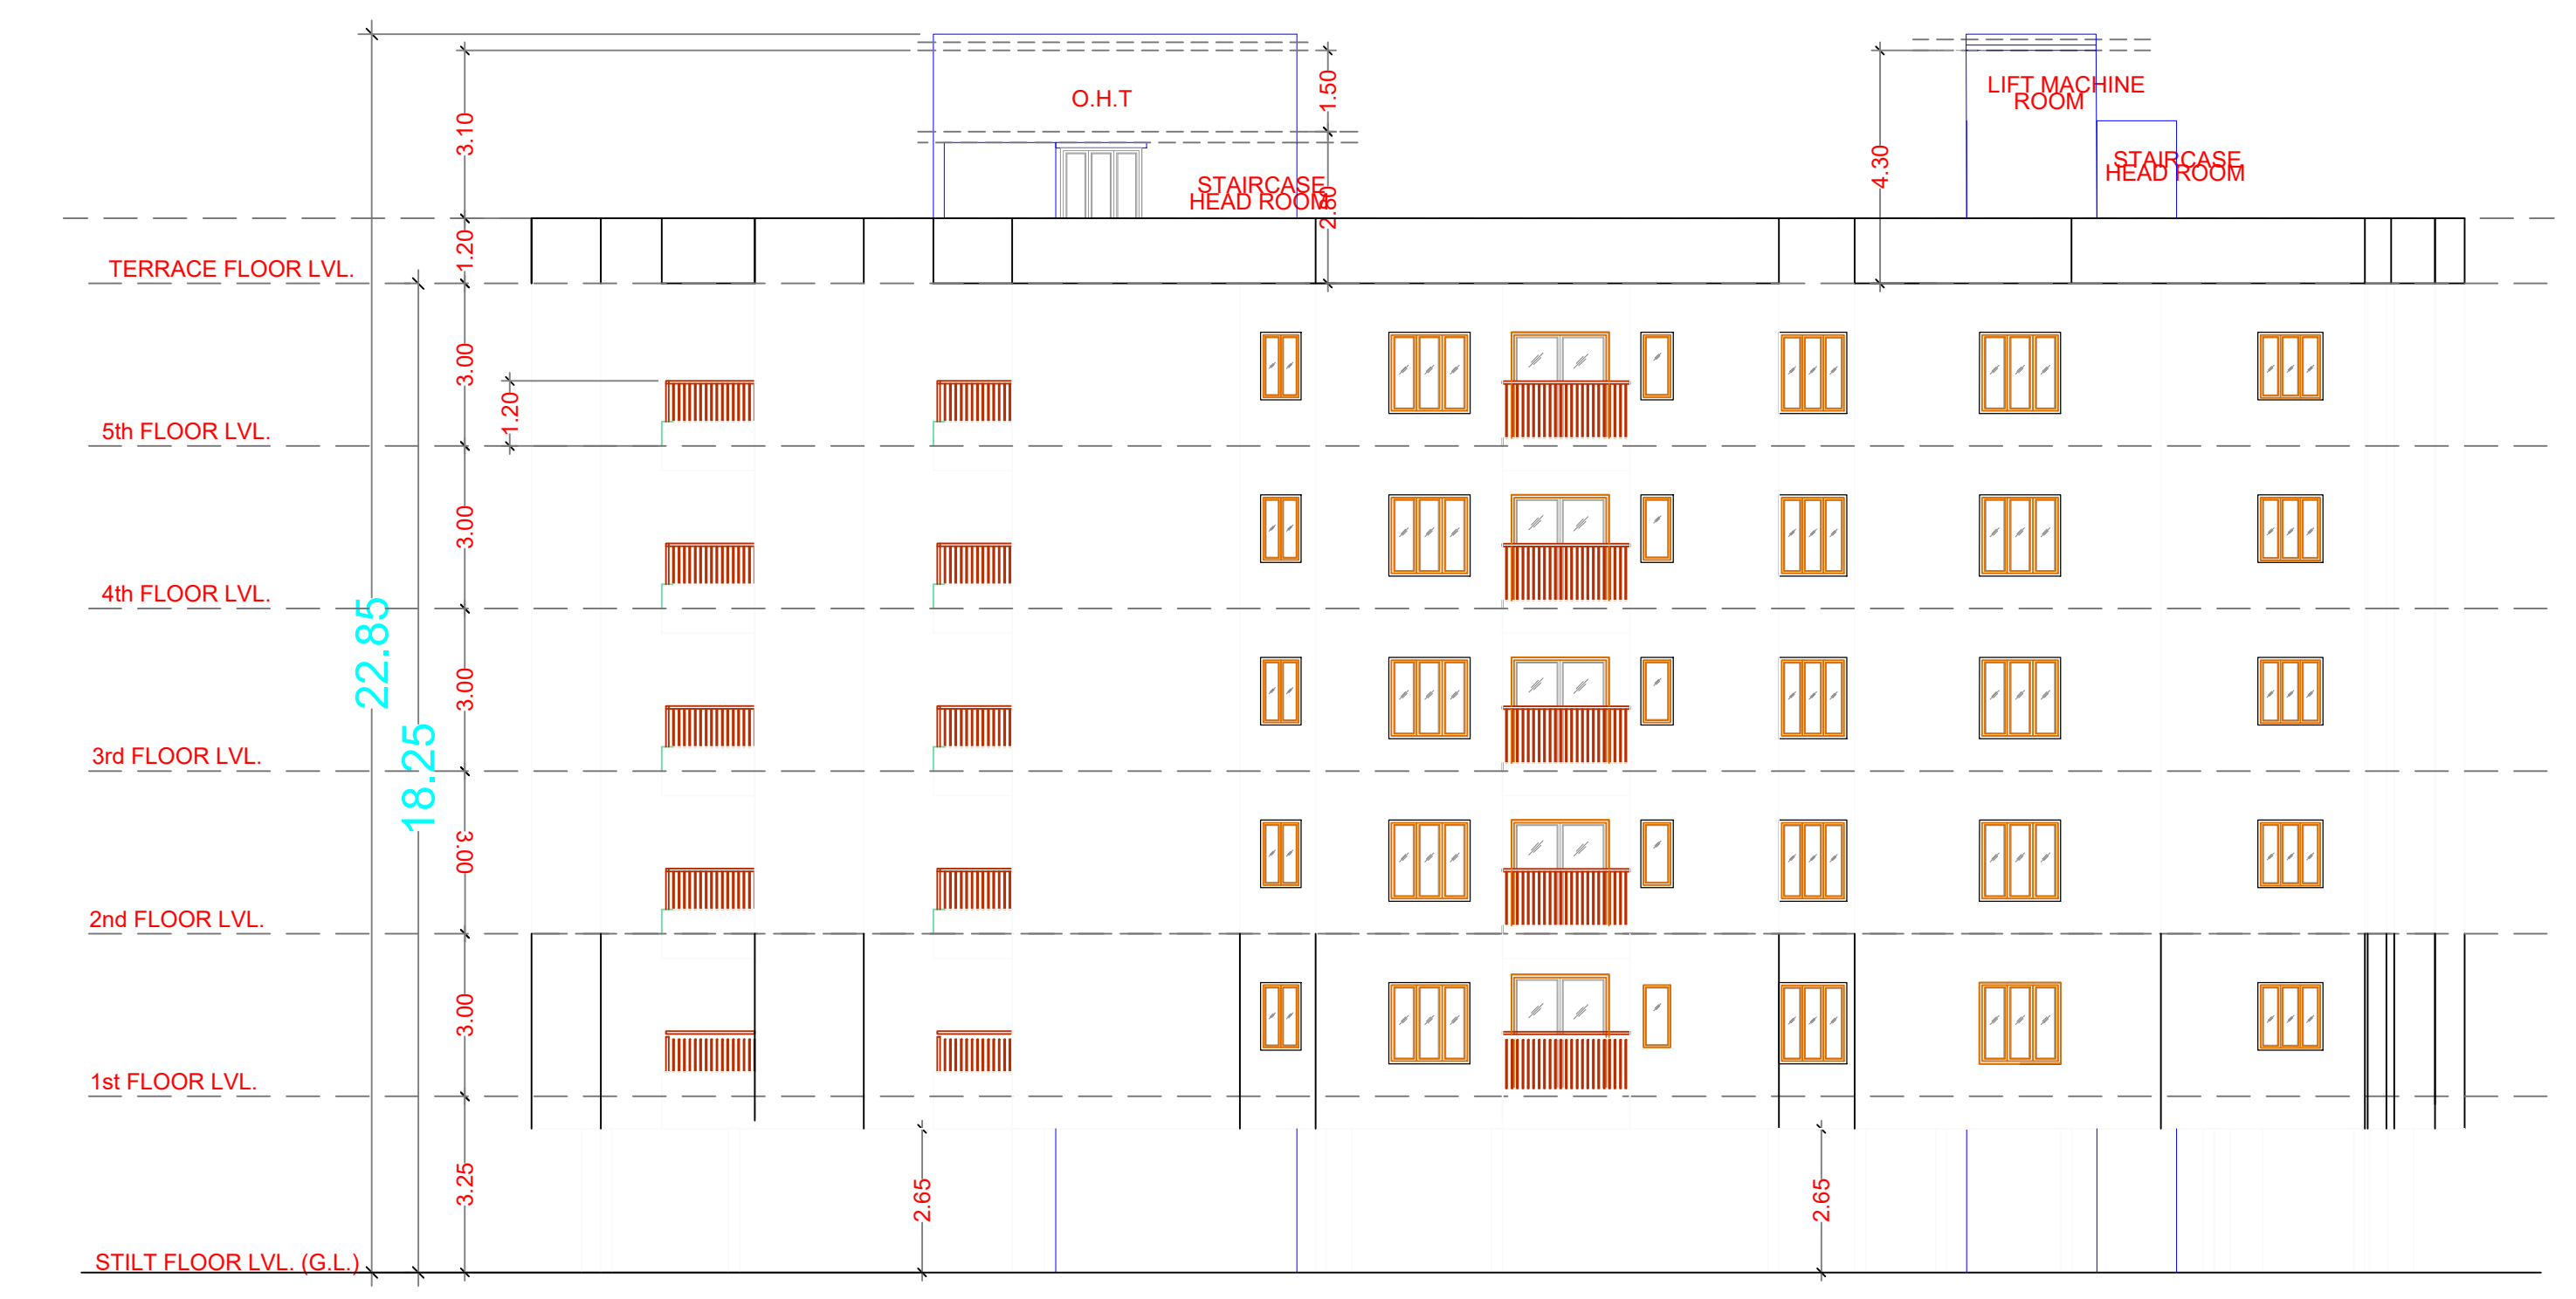 O.H.T
1.50
LIFT MACHINE
ROOM
3.10
4.30
STAIRCASE
HEAD ROOM
STAIRCASE
HEAD ROOM
2.80
1.20
TERRACE FLOOR LVL.
3.00
1.20
5th FLOOR LVL.
3.00
4th FLOOR LVL.
22.85
3.00
3rd FLOOR LVL.
18.25
3.00
2nd FLOOR LVL.
3.00
1st FLOOR LVL.
3.25
2.65
2.65
STILT FLOOR LVL. (G.L.)